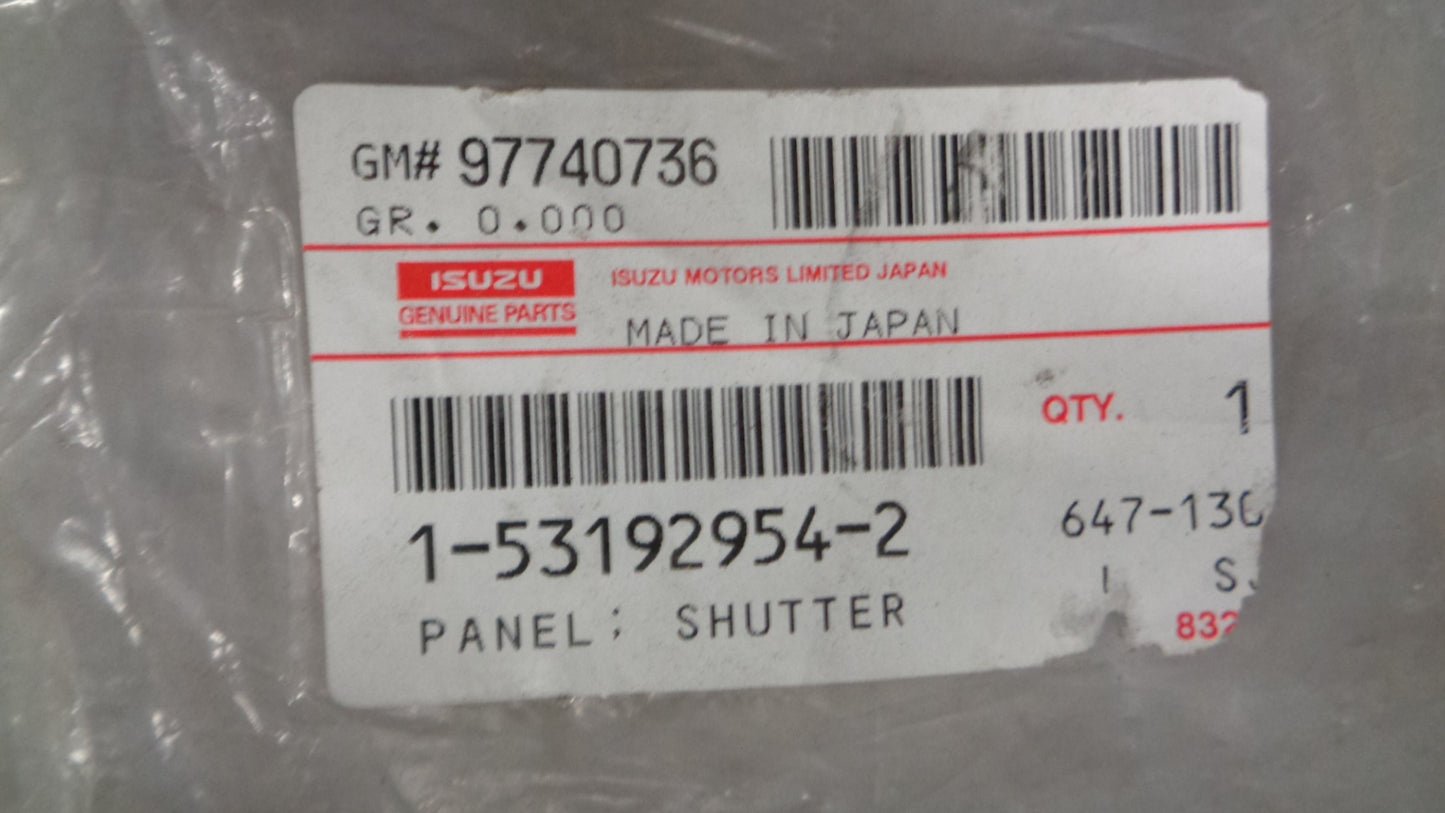 GM# 97740736
GR. 0.000
ISUZU
GENUINE PARTS
ISUZU MOTORS LIMITED JAPAN
MADE IN JAPAN
QTY. 1
1-53192954-2
PANEL; SHUTTER